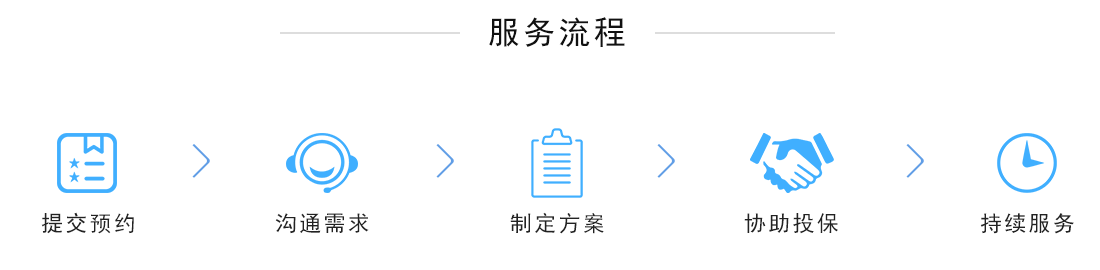 服务流程
提交预约
沟通需求
制定方案
协助投保
持续服务